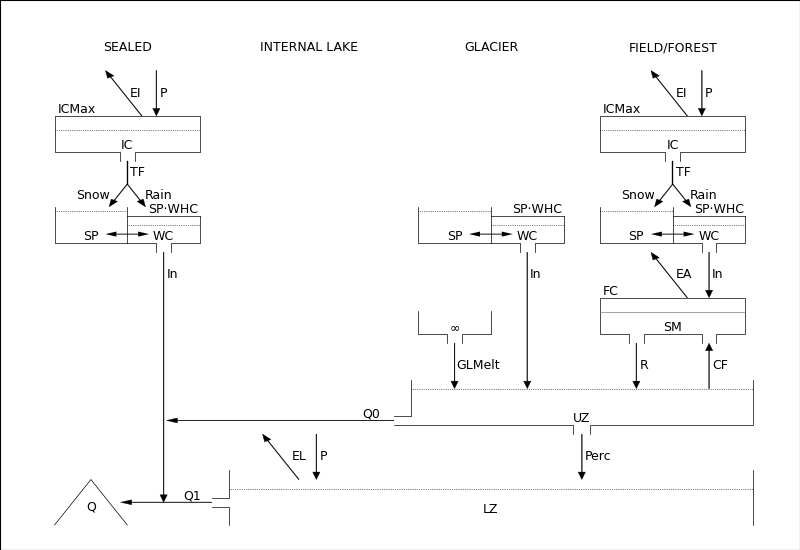 SEALED INTERNAL LAKE GLACIER FIELD/FOREST
EI P EI P
ICMax ICMax
IC IC
TF TF
Snow Rain Snow Rain
SP·WHC SP·WHC SP·WHC
SP WC SP WC SP WC
In In EA In
FC
∞ SM
GLMelt R CF
Q0 UZ
EL P Perc
Q1
Q LZ